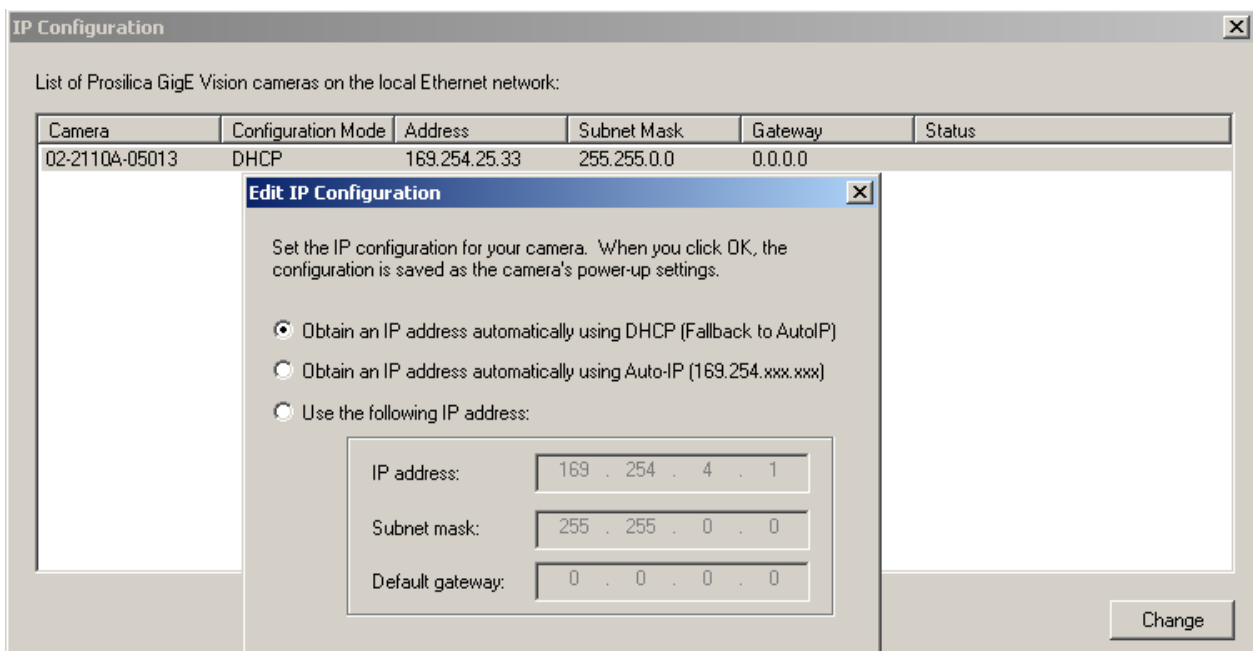 IP Configuration
List of Prosilica GigE Vision cameras on the local Ethernet network:
Camera Configuration Mode Address Subnet Mask Gateway Status
02-2110A-05013 DHCP 169.254.25.33 255.255.0.0 0.0.0.0
Edit IP Configuration
Set the IP configuration for your camera. When you click OK, the
configuration is saved as the camera's power-up settings.
Obtain an IP address automatically using DHCP (Fallback to AutoIP)
Obtain an IP address automatically using Auto-IP (169.254.xxx.xxx)
Use the following IP address:
IP address: 169 . 254 . 4 . 1
Subnet mask: 255 . 255 . 0 . 0
Default gateway: 0 . 0 . 0 . 0
Change